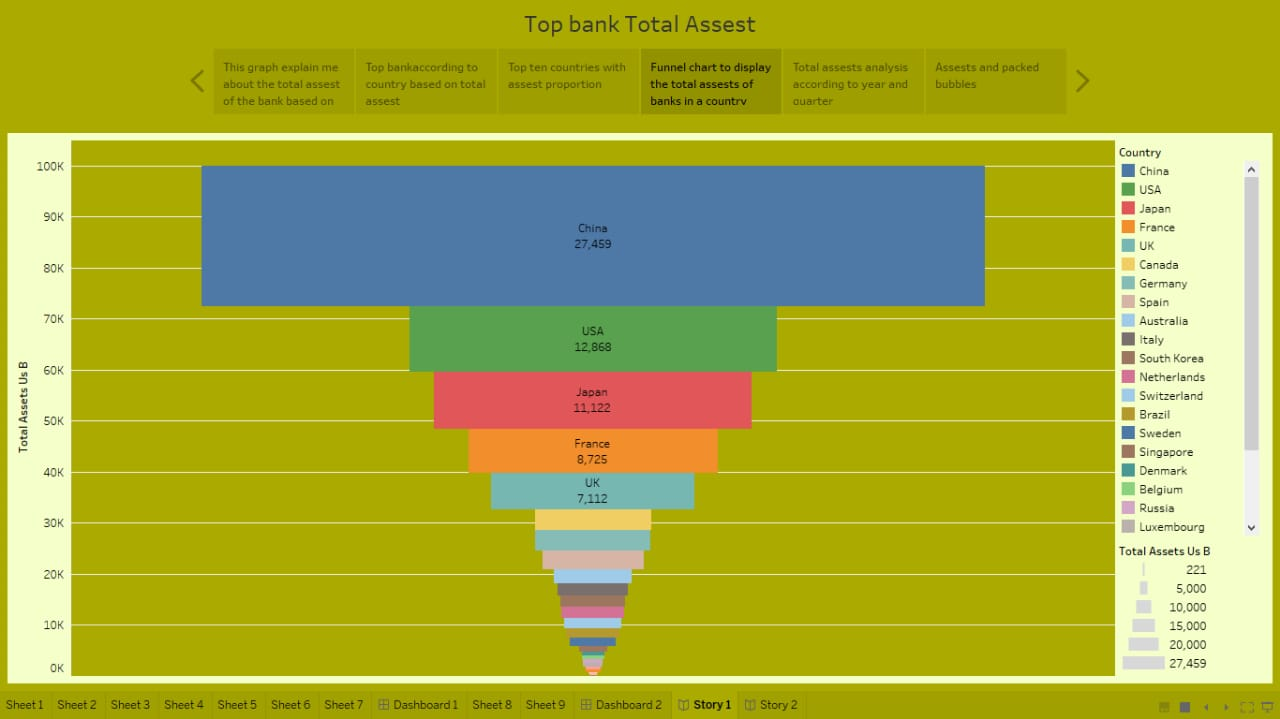 Top bank Total Assest
This graph explain me
about the total assest
of the bank based on
Top bankaccording to
country based on total
assest
Top ten countries with
assest proportion
Funnel chart to display
the total assests of
banks in a country
Total assests analysis
according to year and
quarter
Assests and packed
bubbles
Total Assets Us B
100K
90K
80K
70K
60K
50K
40K
30K
20K
10K
0K
China
27,459
USA
12,868
Japan
11,122
France
8,725
UK
7,112
Country
China
USA
Japan
France
UK
Canada
Germany
Spain
Australia
Italy
South Korea
Netherlands
Switzerland
Brazil
Sweden
Singapore
Denmark
Belgium
Russia
Luxembourg
Total Assets Us B
221
5,000
10,000
15,000
20,000
27,459
Sheet 1 Sheet 2 Sheet 3 Sheet 4 Sheet 5 Sheet 6 Sheet 7 Dashboard 1 Sheet 8 Sheet 9 Dashboard 2 Story 1 Story 2